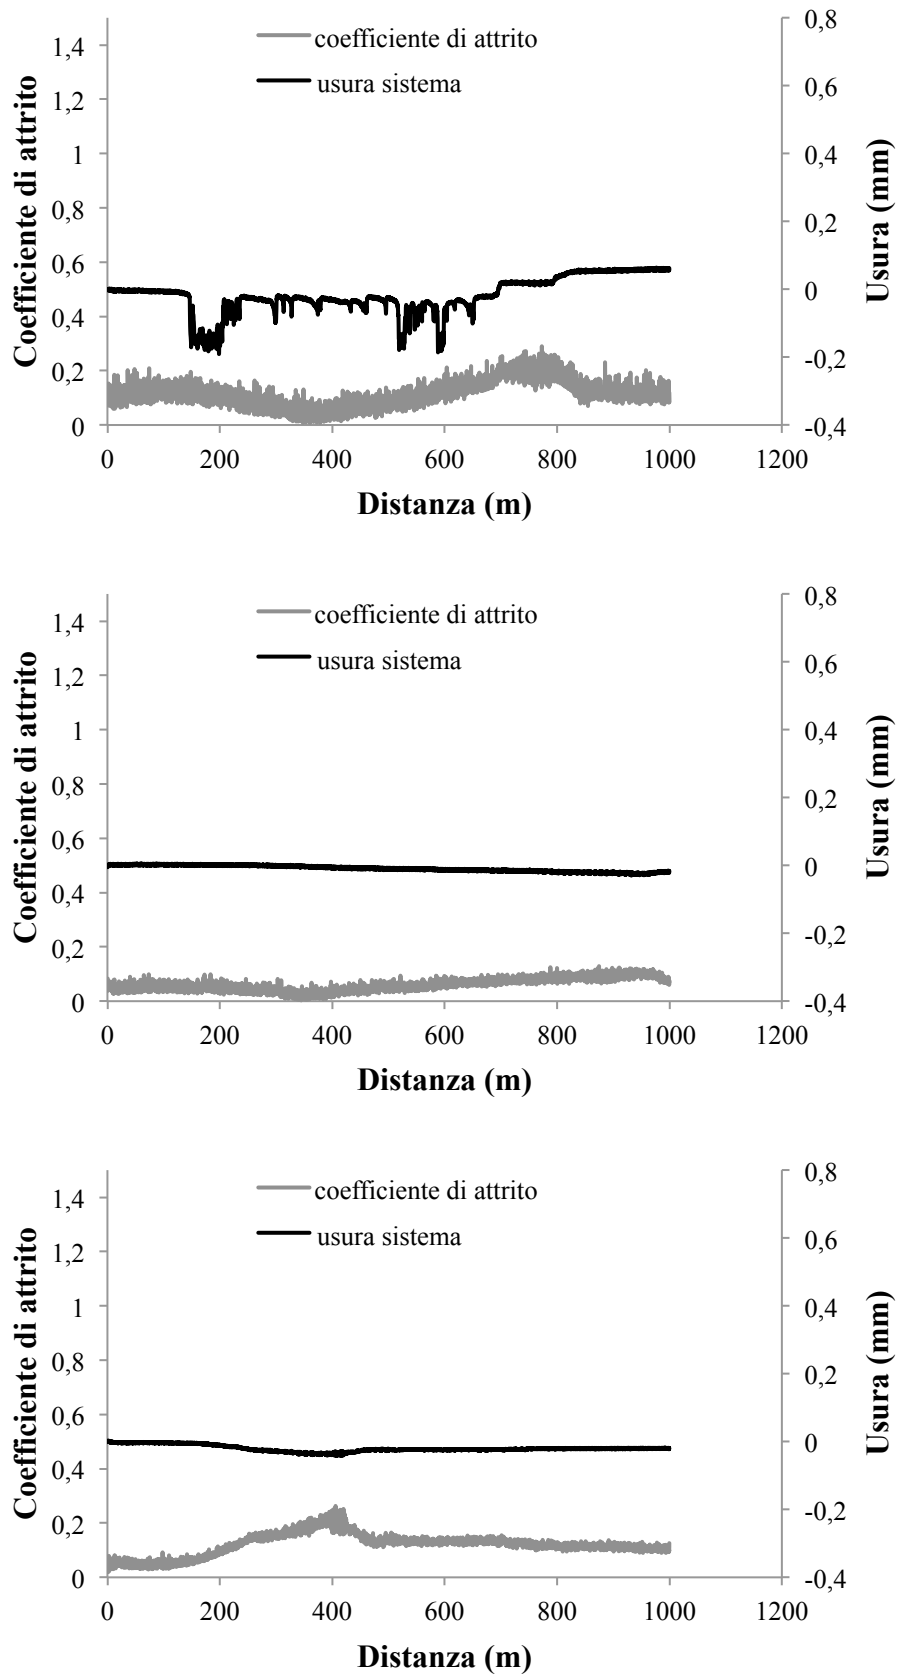 coefficiente di attrito
usura sistema
Coefficiente di attrito
1,4
1,2
1
0,8
0,6
0,4
0,2
0
0,8
0,6
0,4
0,2
0
-0,2
-0,4
Usura (mm)
0 200 400 600 800 1000 1200
Distanza (m)
coefficiente di attrito
usura sistema
Coefficiente di attrito
1,4
1,2
1
0,8
0,6
0,4
0,2
0
0,8
0,6
0,4
0,2
0
-0,2
-0,4
Usura (mm)
0 200 400 600 800 1000 1200
Distanza (m)
coefficiente di attrito
usura sistema
Coefficiente di attrito
1,4
1,2
1
0,8
0,6
0,4
0,2
0
0,8
0,6
0,4
0,2
0
-0,2
-0,4
Usura (mm)
0 200 400 600 800 1000 1200
Distanza (m)